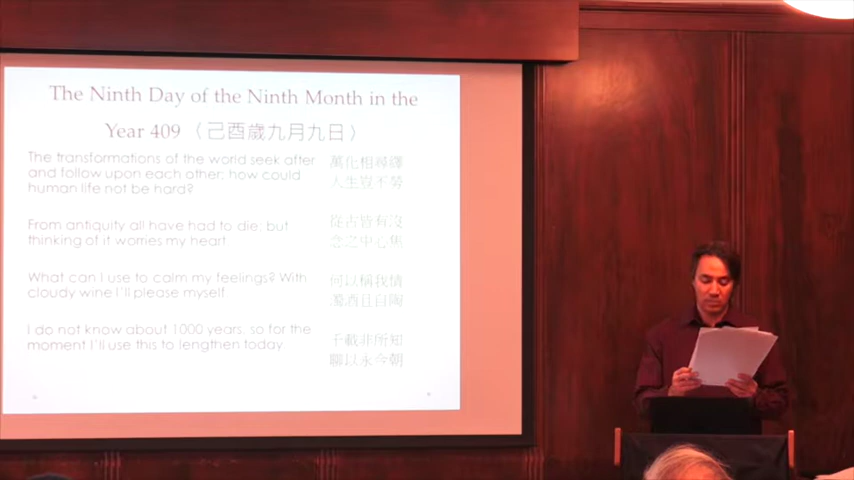 The Ninth Day of the Ninth Month in the
Year 409 （己酉歲九月九日）
The transformations of the world seek after
and follow upon each other; how could
human life not be hard?
萬化相尋繹
人生豈不勞
From antiquity all have had to die, but
thinking of it worries my heart
從古皆有沒
念之中心焦
What can I use to calm my feelings? With
cloudy wine I'll please myself
何以稱我情
濁酒且自陶
I do not know about 1000 years, so for the
moment I'll use this to lengthen today
千載非所知
聊以永今朝